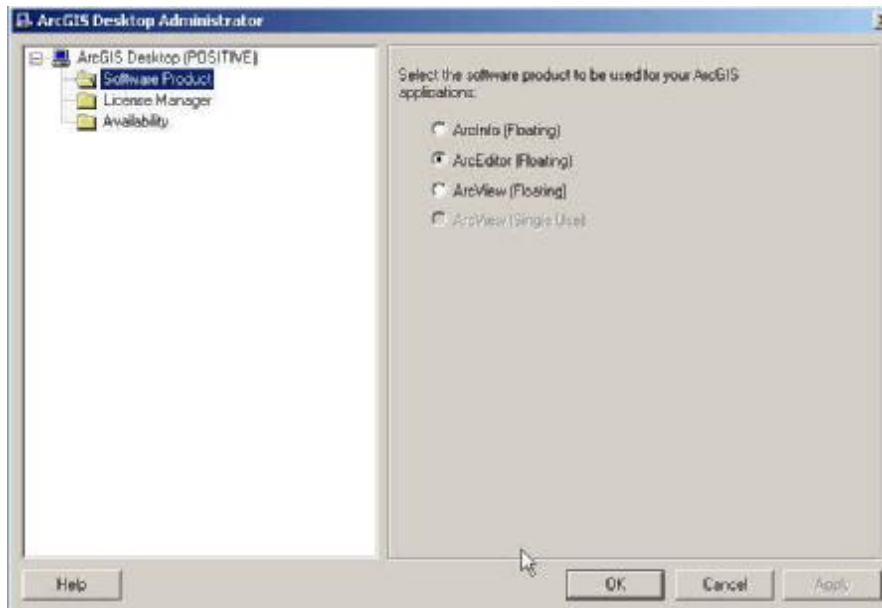 ArcGIS Desktop Administrator
ArcGIS Desktop (POSITIVE)
Software Product
License Manager
Availability
Select the software product to be used for your ArcGIS
applications:
ArcInfo (Floating)
ArcEditor (Floating)
ArcView (Floating)
ArcView (Single Use)
Help
OK
Cancel
Apply